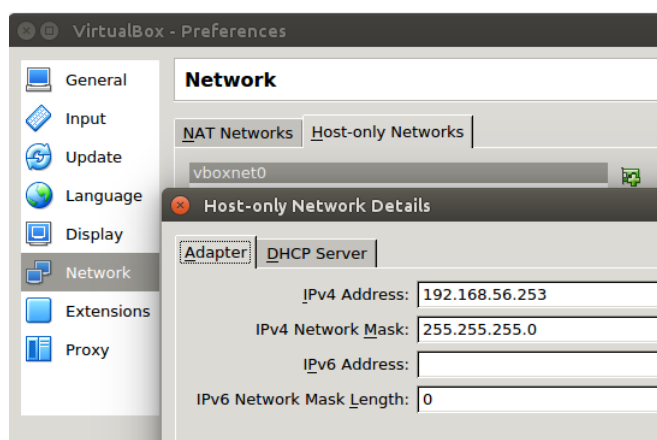 VirtualBox - Preferences
General
Input
Update
Language
Display
Network
Extensions
Proxy
Network
NAT Networks
Host-only Networks
vboxnet0
Host-only Network Details
Adapter
DHCP Server
IPv4 Address: 192.168.56.253
IPv4 Network Mask: 255.255.255.0
IPv6 Address:
IPv6 Network Mask Length: 0